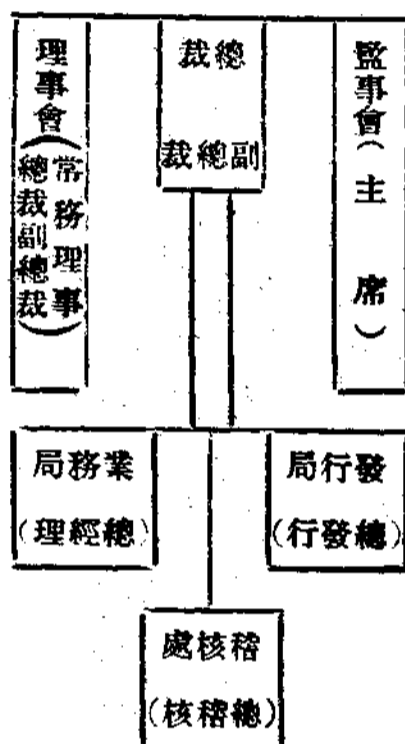 監事會（主席）
總裁
副總裁
理事會（常務理事
總裁副總裁）
發行局
（總發行）
業務局
（總經理）
稽核處
（總稽核）